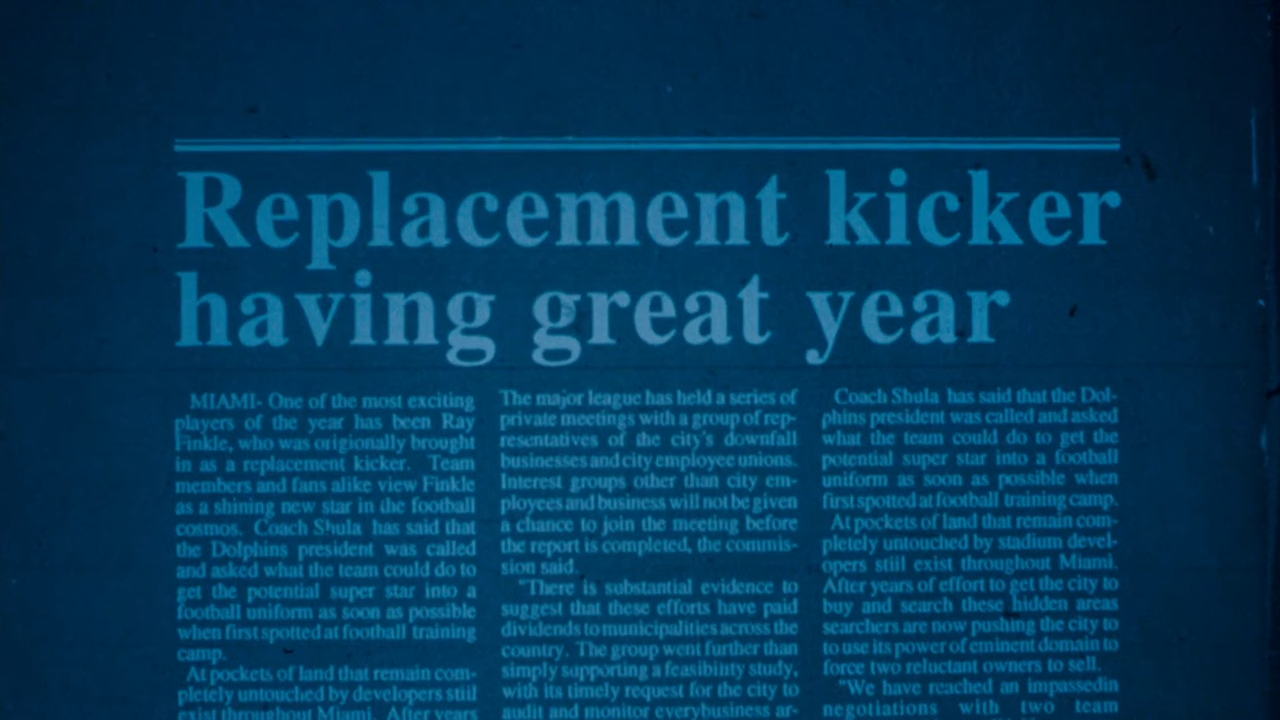 Replacement kicker
having great year
MIAMI- One of the most exciting
players of the year has been Ray
Finkle, who was origionally brought
in as a replacement kicker. Team
members and fans alike view Finkle
as a shining new star in the football
cosmos. Coach Shula has said that
the Dolphins president was called
and asked what the team could do to
get the potential super star into a
football uniform as soon as possible
when first spotted at football training
camp.
At pockets of land that remain com-
pletely untouched by developers still
exist throughout Miami. After years
The major league has held a series of
private meetings with a group of rep-
resentatives of the city's downfall
businesses and city employee unions.
Interest groups other than city em-
ployees and business will not be given
a chance to join the meeting before
the report is completed, the commis-
sion said.
"There is substantial evidence to
suggest that these efforts have paid
dividends to municipalities across the
country. The group went further than
simply supporting a feasibility study,
with its timely request for the city to
audit and monitor everybusiness ar-
Coach Shula has said that the Dol-
phins president was called and asked
what the team could do to get the
potential super star into a football
uniform as soon as possible when
first spotted at football training camp.
At pockets of land that remain com-
pletely untouched by stadium devel-
opers still exist throughout Miami.
After years of effort to get the city to
buy and search these hidden areas
searchers are now pushing the city to
to use its power of eminent domain to
force two reluctant owners to sell.
"We have reached an impassedin
negotiations with two team